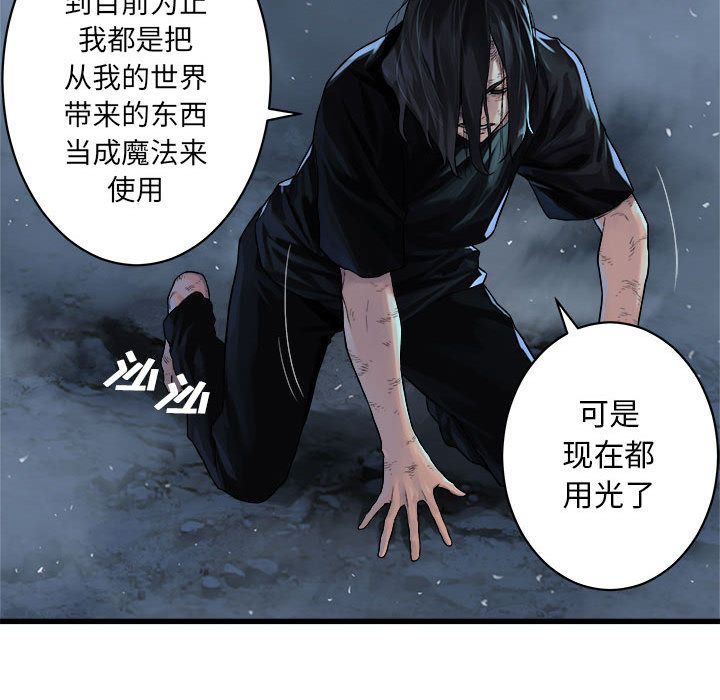 到目前为止
我都是把
从我的世界
带来的东西
当成魔法来
使用
沙
沙
可是
现在都
用光了